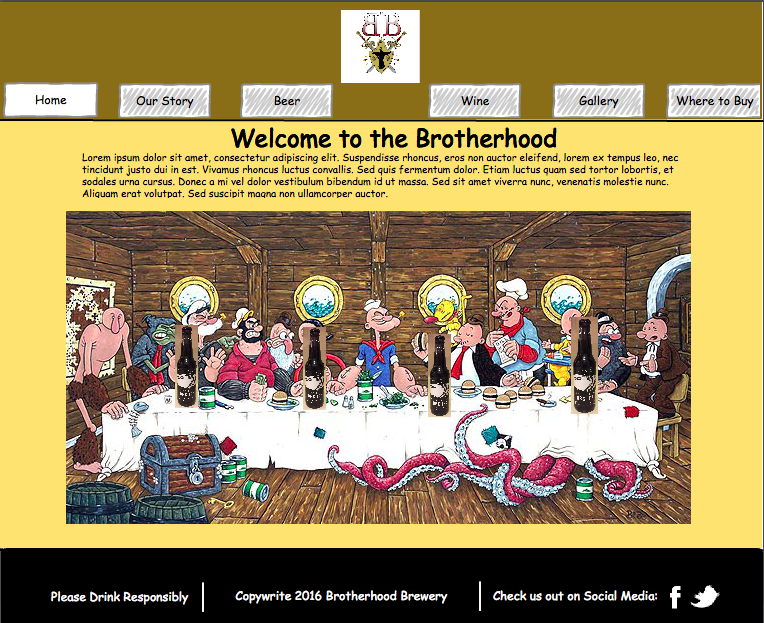 BB
Home
Our Story
Beer
Wine
Gallery
Where to Buy
Welcome to the Brotherhood
Lorem ipsum dolor sit amet, consectetur adipiscing elit. Suspendisse rhoncus, eros non auctor eleifend, lorem ex tempus leo, nec
tincidunt justo dui in est. Vivamus rhoncus luctus convallis. Sed quis fermentum dolor. Etiam luctus quam sed tortor lobortis, et
sodales urna cursus. Donec a mi vel dolor vestibulum bibendum id ut massa. Sed sit amet viverra nunc, venenatis molestie nunc.
Aliquam erat volutpat. Sed suscipit magna non ullamcorper auctor.
Please Drink Responsibly
Copywrite 2016 Brotherhood Brewery
Check us out on Social Media: